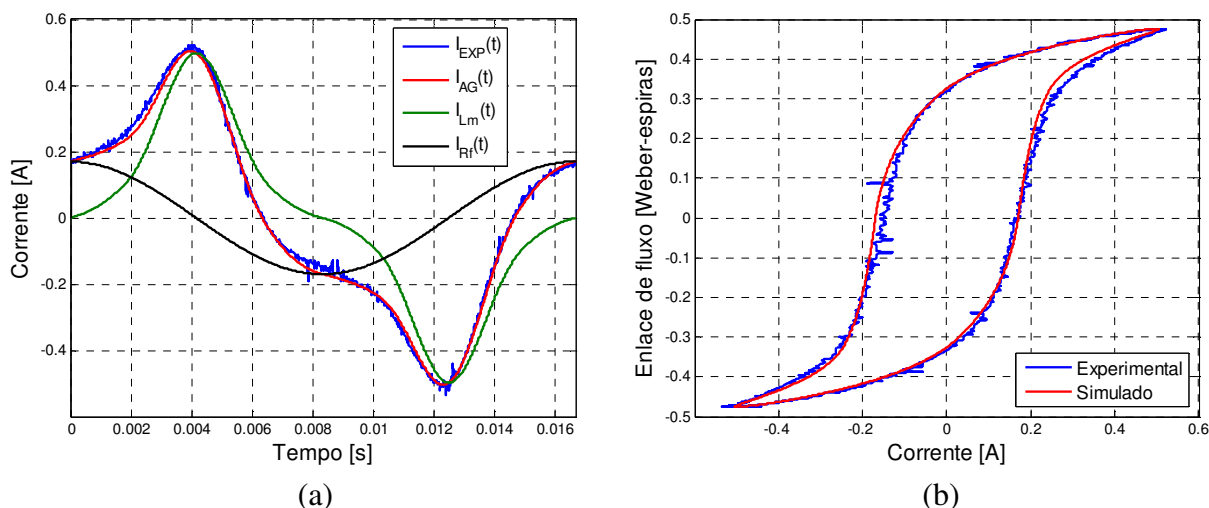 0.6
0.4
0.2
0
-0.2
-0.4
Corrente [A]
I_EXP(t)
I_AG(t)
I_Lm(t)
I_Rf(t)
0 0.002 0.004 0.006 0.008 0.01 0.012 0.014 0.016
Tempo [s]
(a)
0.5
0.4
0.3
0.2
0.1
0
-0.1
-0.2
-0.3
-0.4
-0.5
Enlace de fluxo [Weber-espiras]
Experimental
Simulado
-0.4 -0.2 0 0.2 0.4 0.6
Corrente [A]
(b)